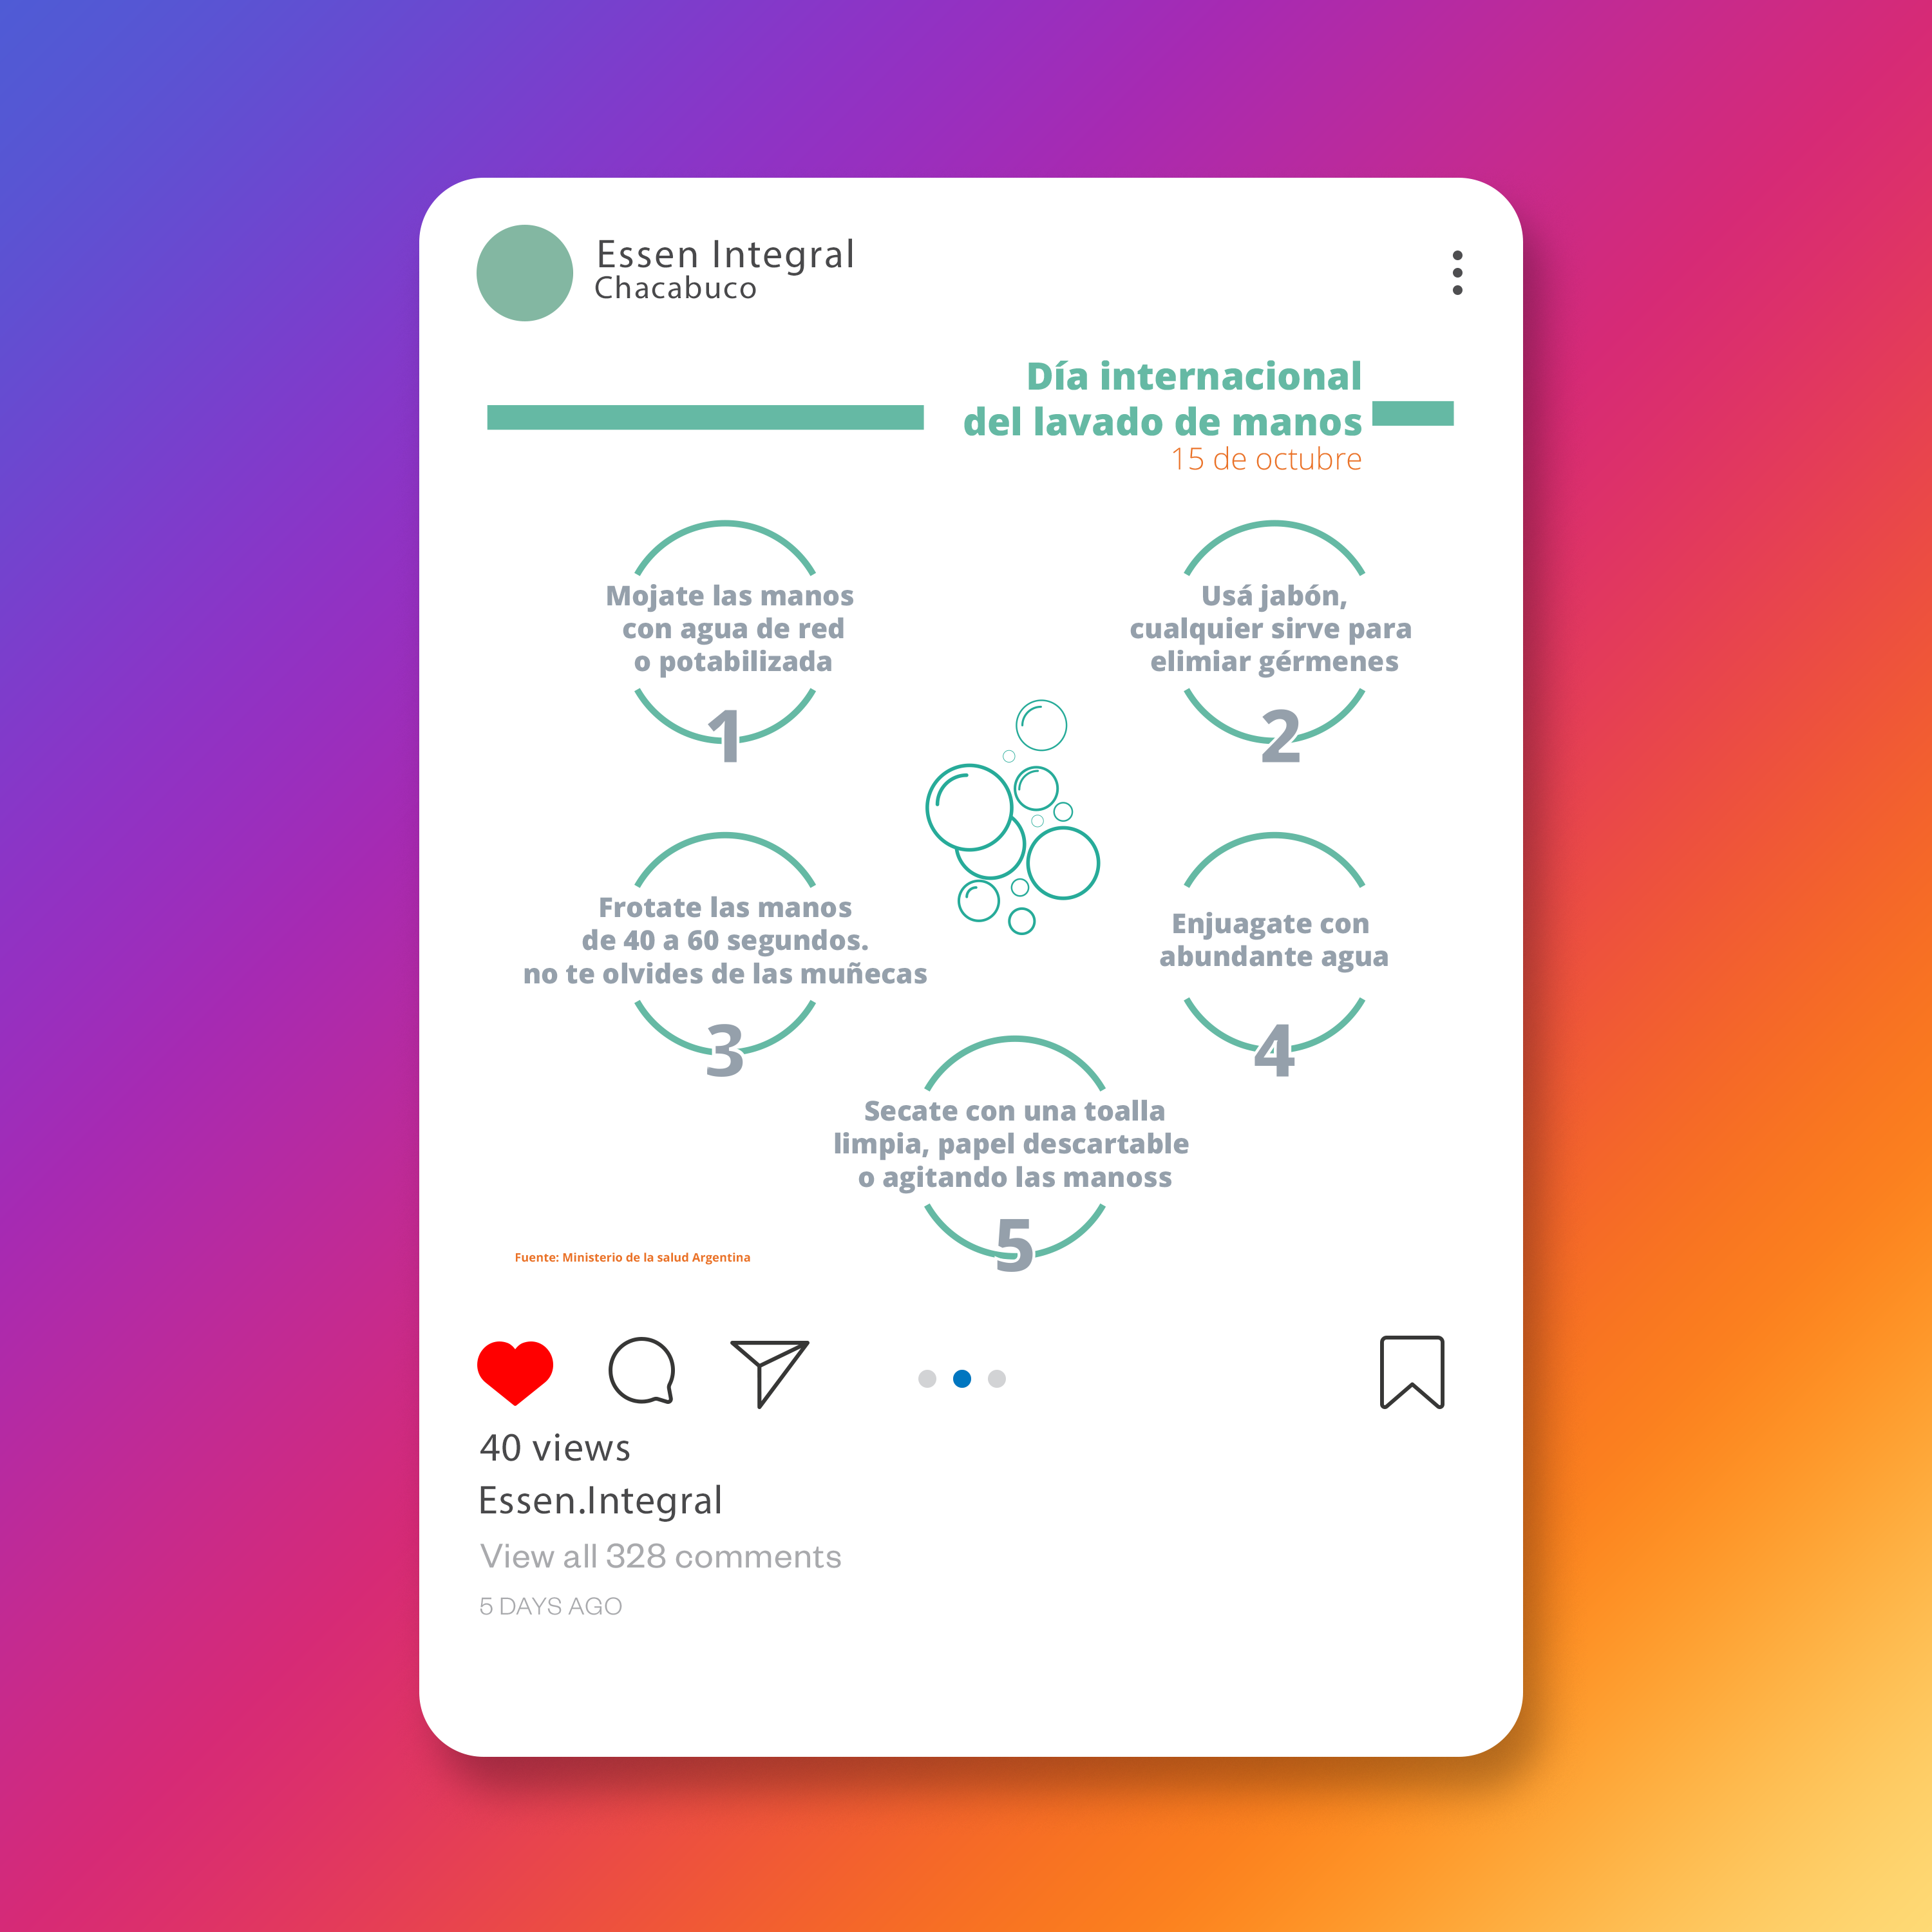 Essen Integral
Chacabuco
Día internacional
del lavado de manos
15 de octubre
Mojate las manos
con agua de red
o potabilizada
1
Usá jabón,
cualquier sirve para
elimiar gérmenes
2
Frotate las manos
de 40 a 60 segundos.
no te olvides de las muñecas
3
Enjuagate con
abundante agua
4
Secate con una toalla
limpia, papel descartable
o agitando las manoss
5
Fuente: Ministerio de la salud Argentina
40 views
Essen.Integral
View all 328 comments
5 DAYS AGO